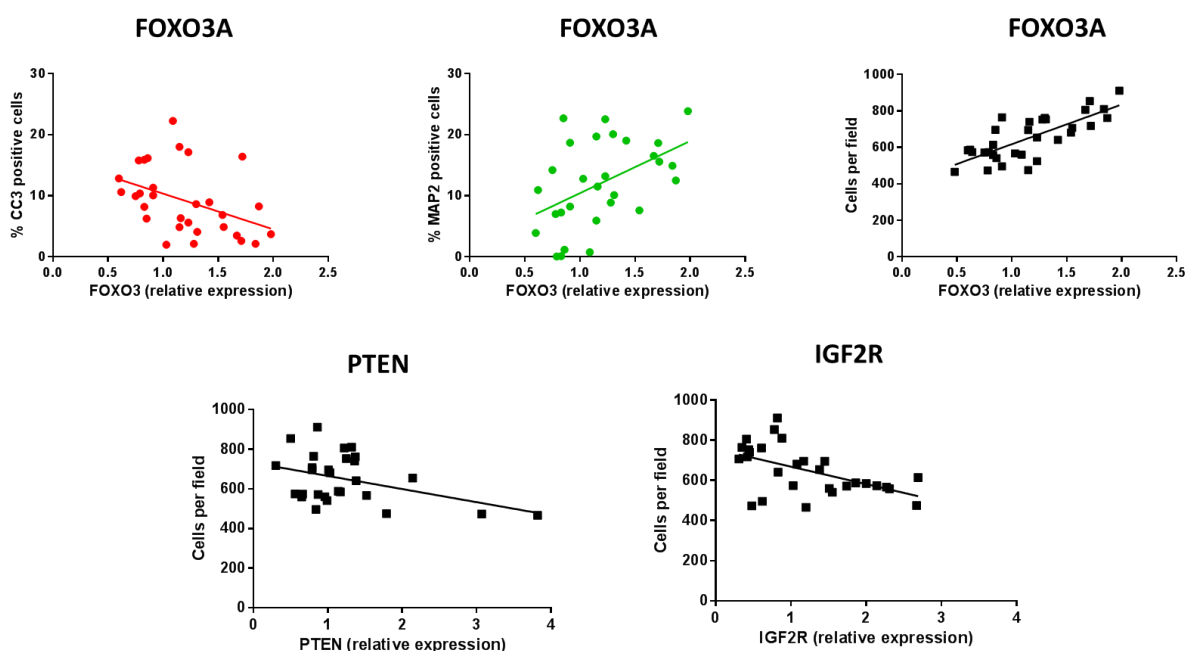 FOXO3A
% CC3 positive cells
30
20
10
0
0.0 0.5 1.0 1.5 2.0 2.5
FOXO3 (relative expression)
FOXO3A
% MAP2 positive cells
30
20
10
0
0.0 0.5 1.0 1.5 2.0 2.5
FOXO3 (relative expression)
FOXO3A
Cells per field
1000
800
600
400
200
0
0.0 0.5 1.0 1.5 2.0 2.5
FOXO3 (relative expression)
PTEN
Cells per field
1000
800
600
400
200
0
0 1 2 3 4
PTEN (relative expression)
IGF2R
Cells per field
1000
800
600
400
200
0
0 1 2 3 4
IGF2R (relative expression)